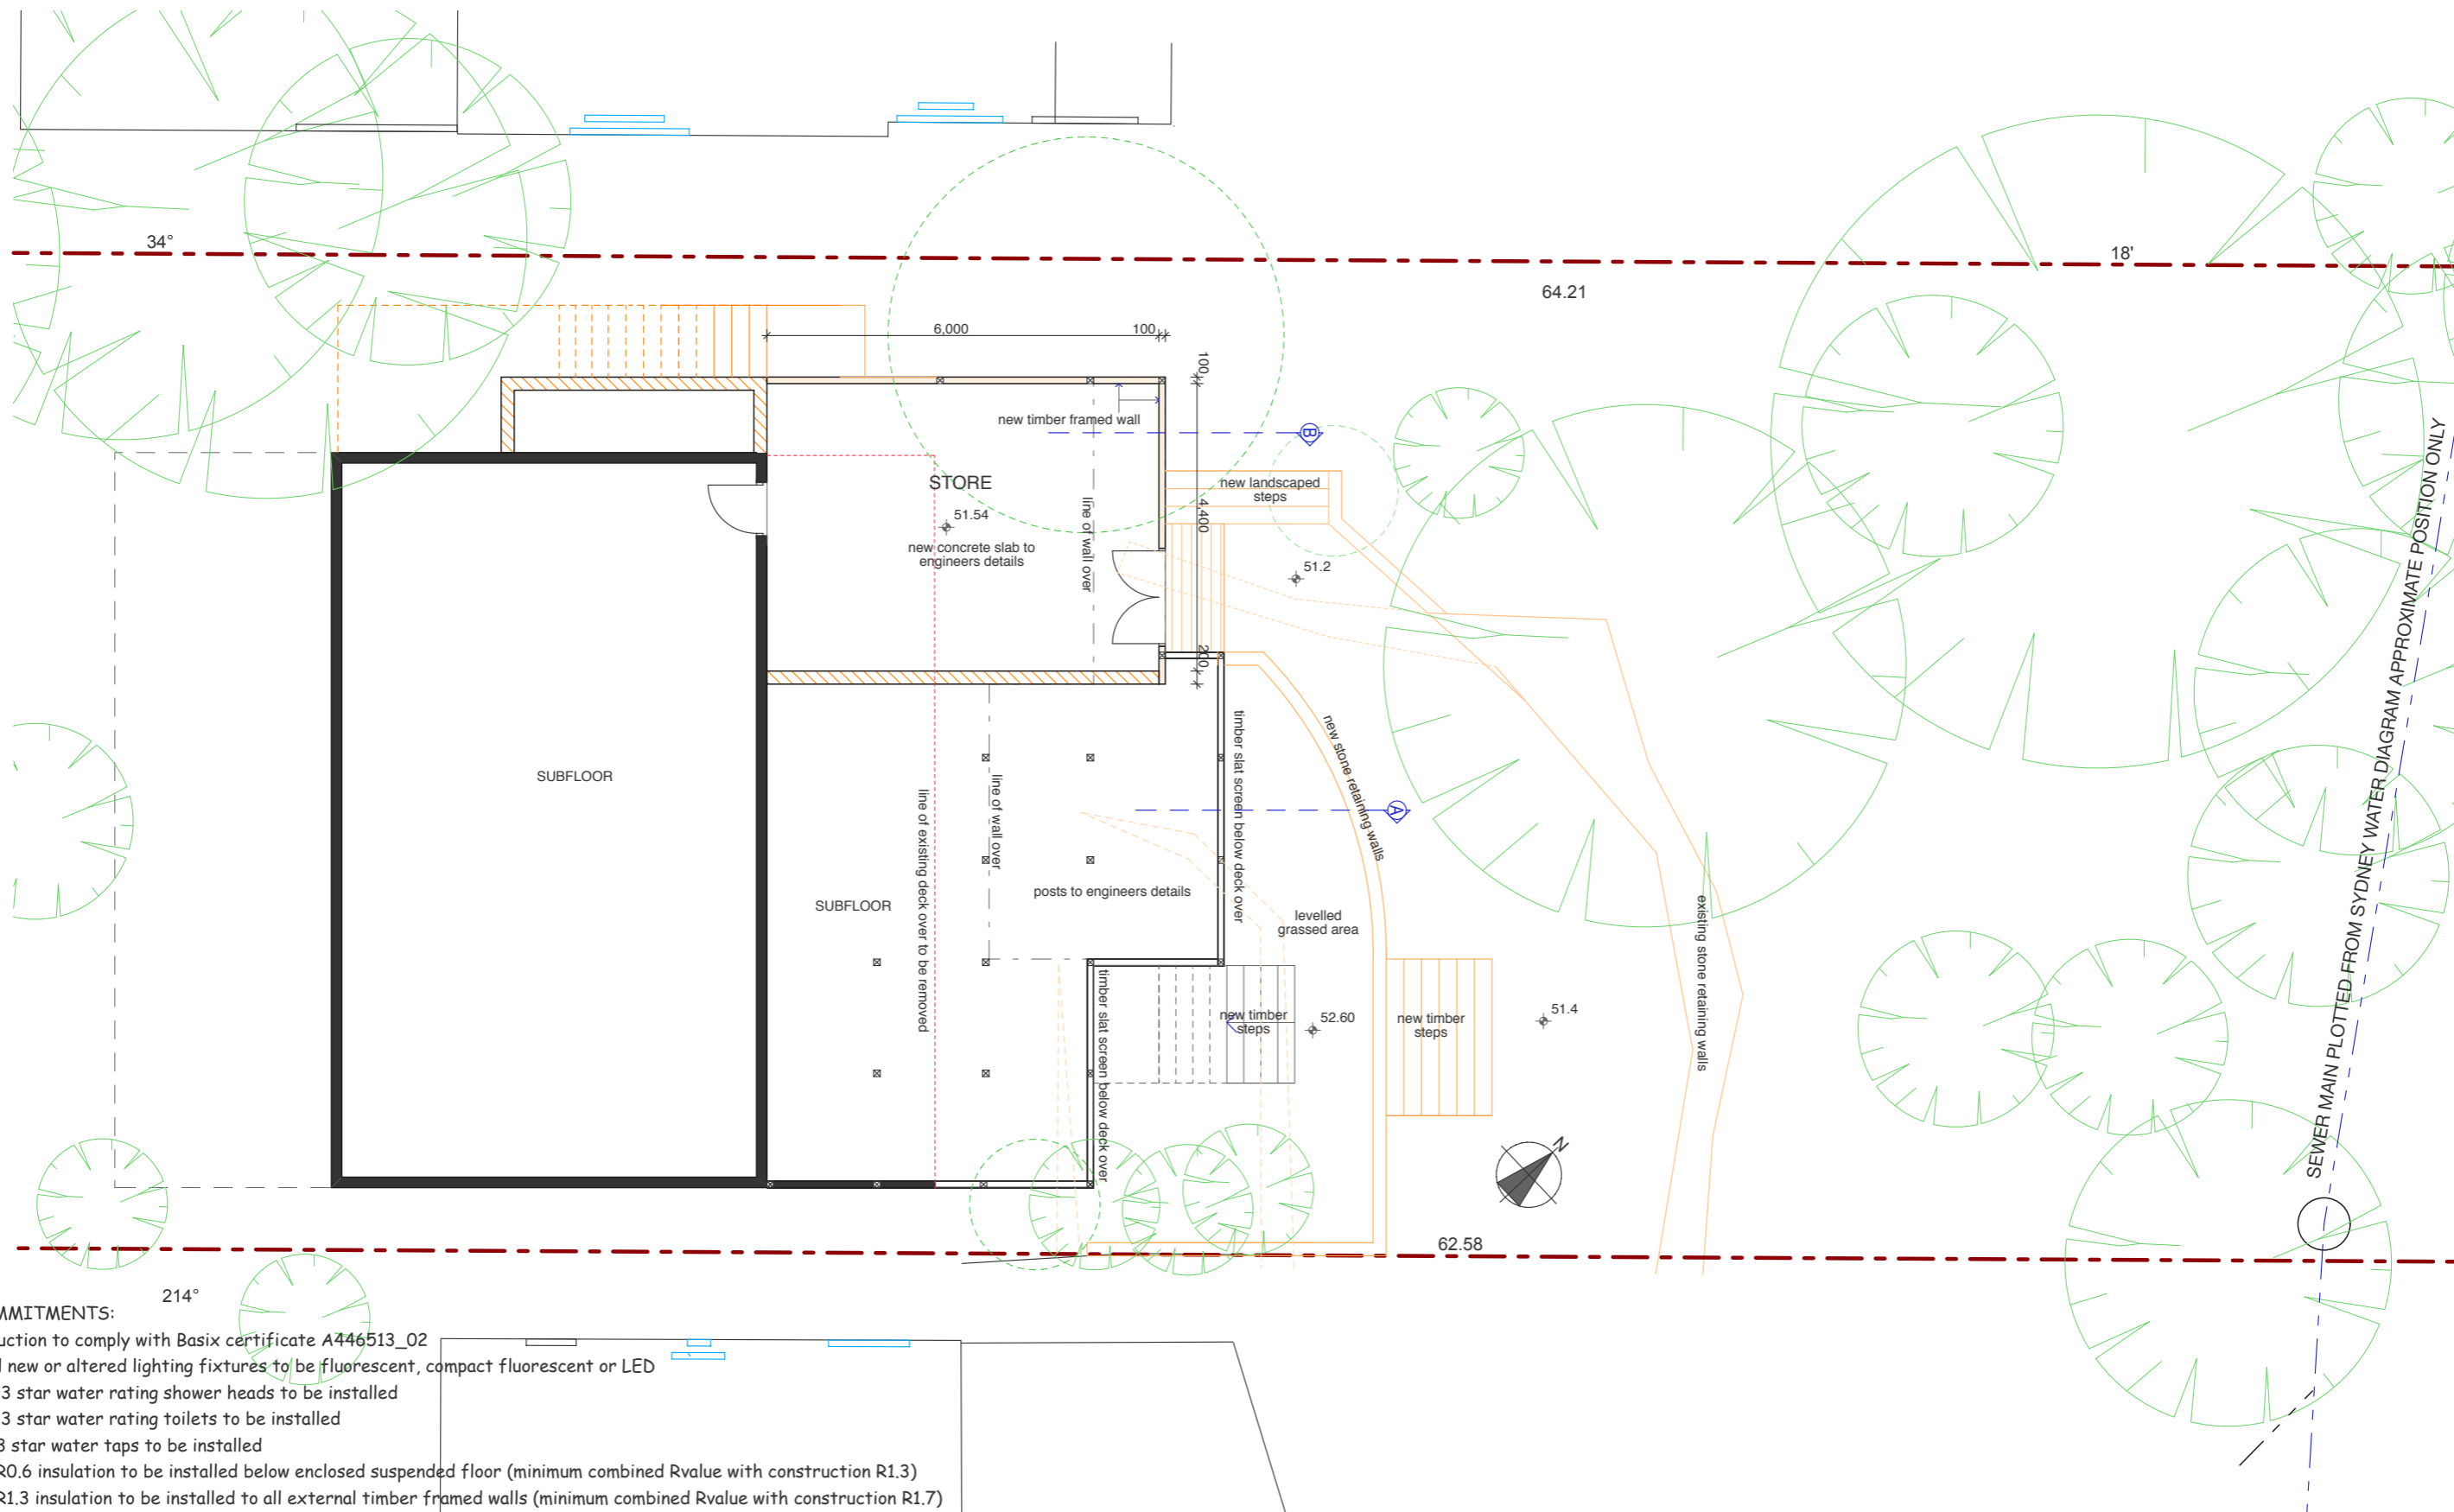 34°
18'
64.21
6,000
100
100
new timber framed wall
B
STORE
new landscaped
steps
51.54
4,400
line of wall over
new concrete slab to
engineers details
51.2
200
SEWER MAIN PLOTTED FROM SYDNEY WATER DIAGRAM APPROXIMATE POSITION ONLY
timber slat screen below deck over
new stone retaining walls
SUBFLOOR
line of wall over
line of existing deck over to be removed
A
posts to engineers details
SUBFLOOR
levelled
grassed area
existing stone retaining walls
timber slat screen below deck over
new timber
steps
52.60
new timber
steps
51.4
N
62.58
214°
MMITMENTS:
uction to comply with Basix certificate A446513_02
l new or altered lighting fixtures to be fluorescent, compact fluorescent or LED
3 star water rating shower heads to be installed
3 star water rating toilets to be installed
3 star water taps to be installed
R0.6 insulation to be installed below enclosed suspended floor (minimum combined Rvalue with construction R1.3)
R1.3 insulation to be installed to all external timber framed walls (minimum combined Rvalue with construction R1.7)